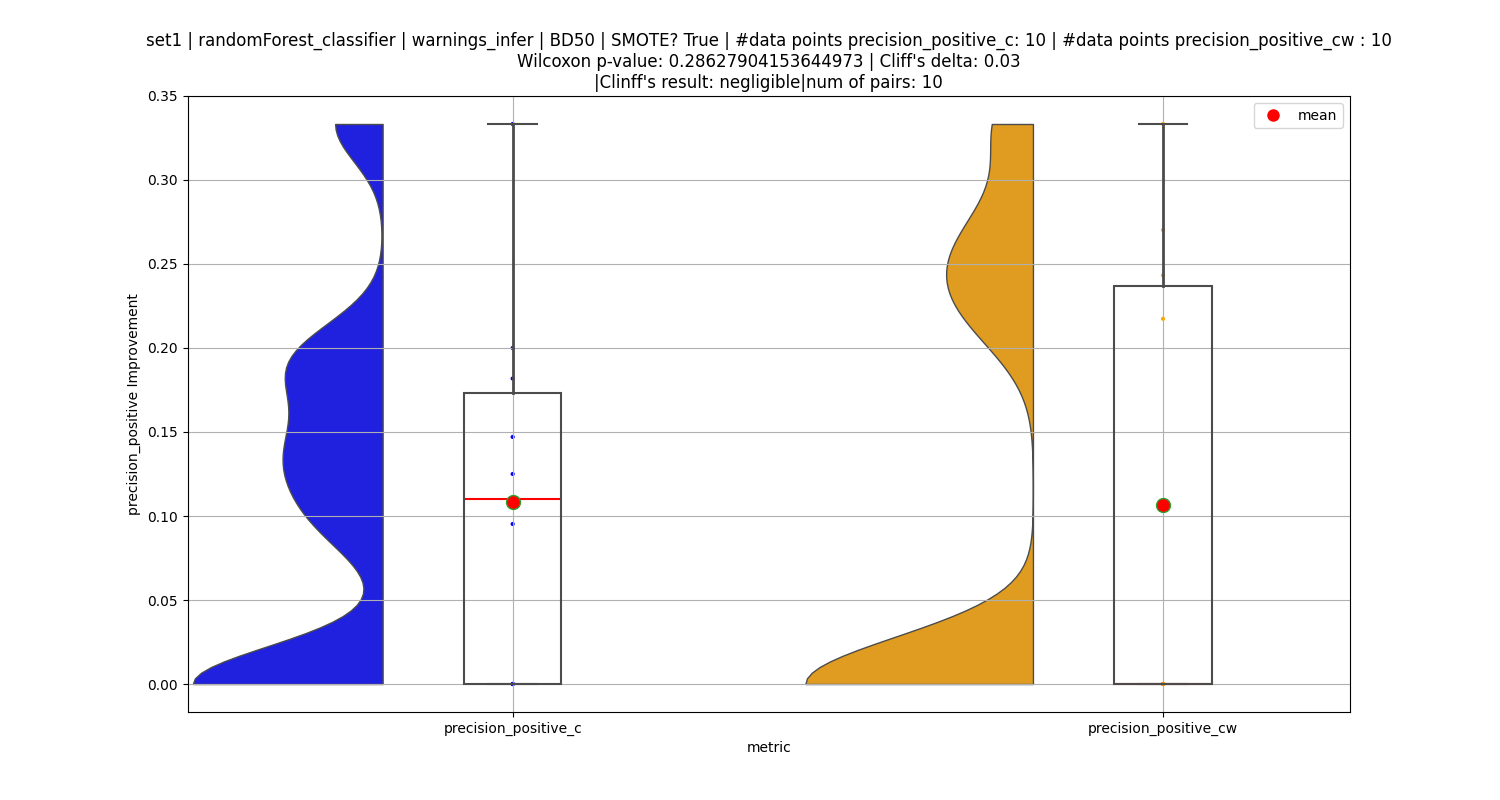 set1 | randomForest_classifier | warnings_infer | BD50 | SMOTE? True | #data points precision_positive_c: 10 | #data points precision_positive_cw : 10
Wilcoxon p-value: 0.28627904153644973 | Cliff's delta: 0.03
|Clinff's result: negligible|num of pairs: 10
mean
0.35
0.30
0.25
0.20
0.15
0.10
0.05
0.00
precision_positive Improvement
precision_positive_c
precision_positive_cw
metric